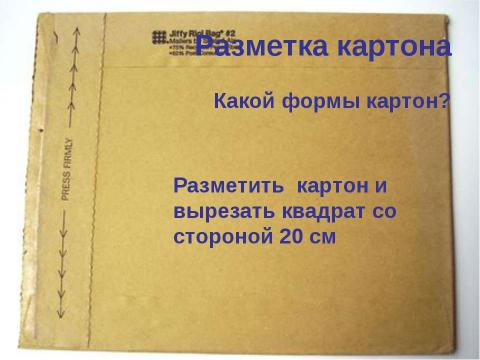 Jiffy Rigi Bag® #2
Разметка картона
Какой формы картон?
PRESS FIRMLY
Разметить картон и
вырезать квадрат со
стороной 20 см